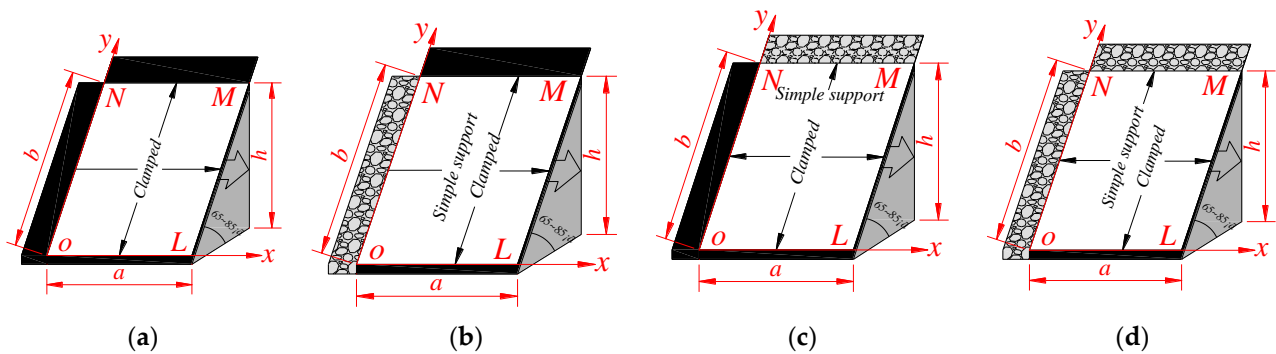 y
N
M
b
Clamped
h
65~85
o
L
x
a
(a)
y
N
M
b
Simple support
Clamped
h
65~85
o
L
x
a
(b)
y
N
M
Simple support
b
Clamped
h
65~85
o
L
x
a
(c)
y
N
M
b
Simple support
Clamped
h
65~85
o
L
x
a
(d)